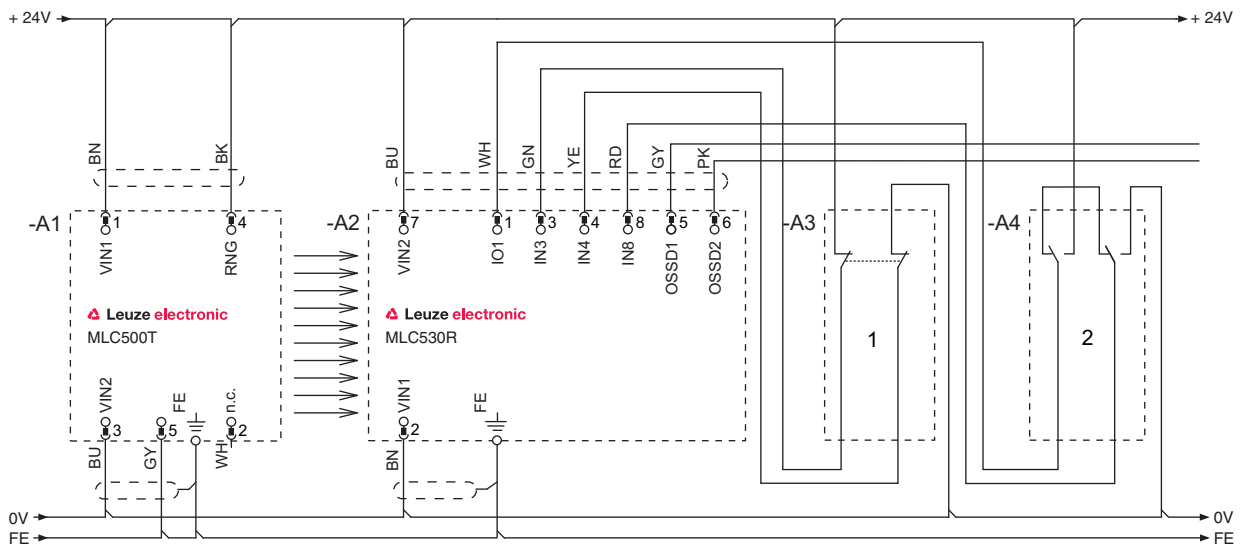 + 24V
+ 24V
BN
BK
BU
WH
GN
YE
RD
GY
PK
-A1
1
4
-A2
7
1
3
4
8
5
6
-A3
-A4
VIN1
RNG
VIN2
IO1
IN3
IN4
IN8
OSSD1
OSSD2
Leuze electronic
MLC500T
Leuze electronic
MLC530R
1
2
VIN2
FE
n.c.
VIN1
FE
3
5
2
2
BU
GY
WH
BN
0V
0V
FE
FE